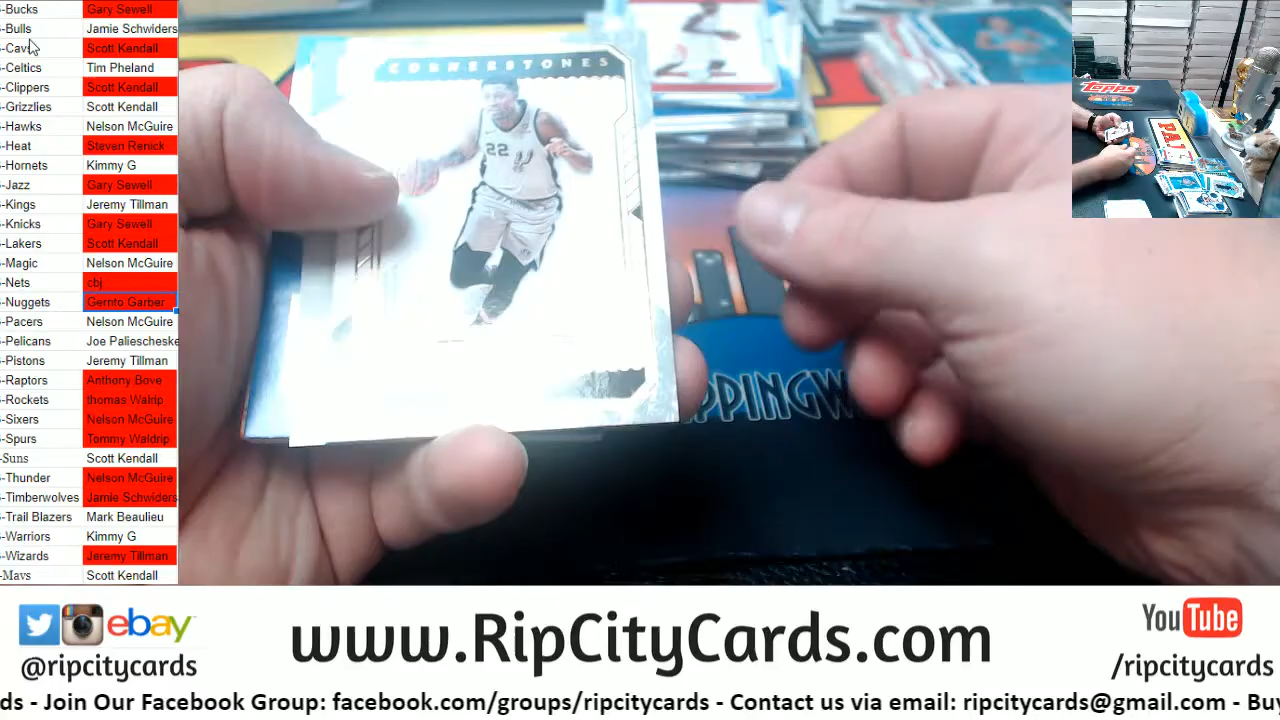 -Bucks Gary Sewell
-Bulls Jamie Schwiders
-Cavs Scott Kendall
-Celtics Tim Pheland
-Clippers Scott Kendall
-Grizzlies Scott Kendall
-Hawks Nelson McGuire
-Heat Steven Renick
-Hornets Kimmy G
-Jazz Gary Sewell
-Kings Jeremy Tillman
-Knicks Gary Sewell
-Lakers Scott Kendall
-Magic Nelson McGuire
-Nets cbj
-Nuggets Gernto Garber
-Pacers Nelson McGuire
-Pelicans Joe Paliescheske
-Pistons Jeremy Tillman
-Raptors Anthony Bove
-Rockets thomas Walrip
-Sixers Nelson McGuire
-Spurs Tommy Waldrip
-Suns Scott Kendall
-Thunder Nelson McGuire
-Timberwolves Jamie Schwiders
-Trail Blazers Mark Beaulieu
-Warriors Kimmy G
-Wizards Jeremy Tillman
-Mavs Scott Kendall
CORNERSTONES
22
PPINGW
TOPPS
ebay
@ripcitycards
www.RipCityCards.com
YouTube
/ripcitycards
ds - Join Our Facebook Group: facebook.com/groups/ripcitycards - Contact us via email: ripcitycards@gmail.com - Buy